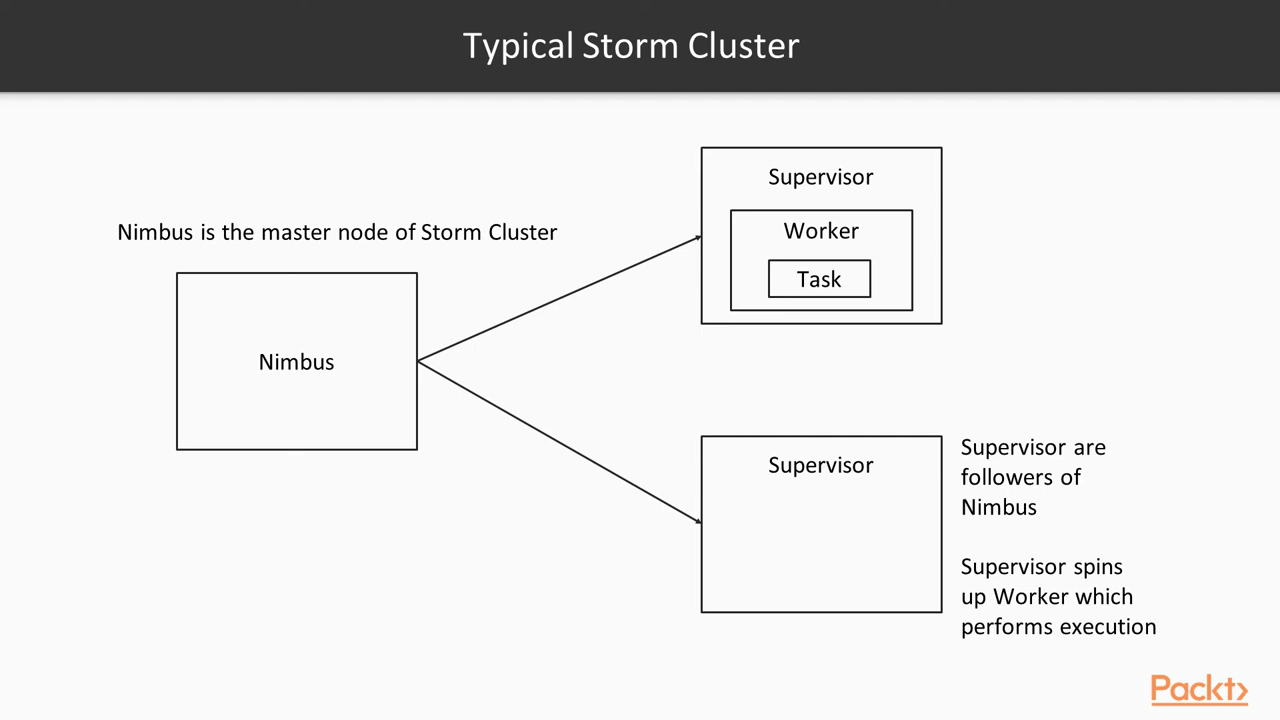 Typical Storm Cluster
Nimbus is the master node of Storm Cluster
Nimbus
Supervisor
Worker
Task
Supervisor
Supervisor are
followers of
Nimbus
Supervisor spins
up Worker which
performs execution
Packt>